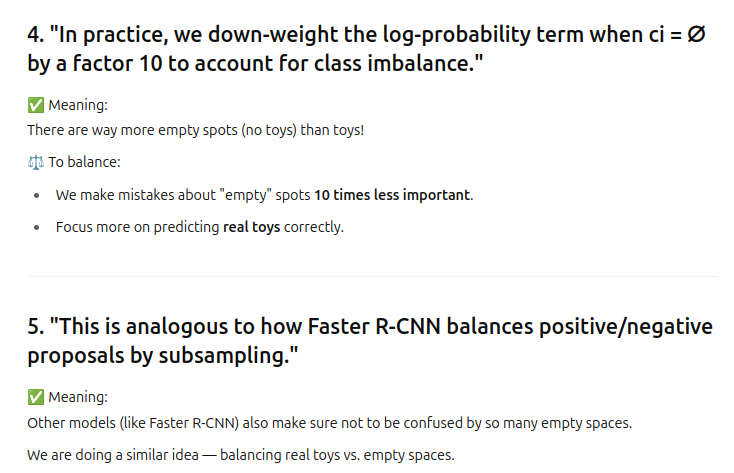 4. "In practice, we down-weight the log-probability term when ci = Ø
by a factor 10 to account for class imbalance."
✅ Meaning:
There are way more empty spots (no toys) than toys!
⚖️ To balance:
• We make mistakes about "empty" spots 10 times less important.
• Focus more on predicting real toys correctly.
5. "This is analogous to how Faster R-CNN balances positive/negative
proposals by subsampling."
✅ Meaning:
Other models (like Faster R-CNN) also make sure not to be confused by so many empty spaces.
We are doing a similar idea — balancing real toys vs. empty spaces.